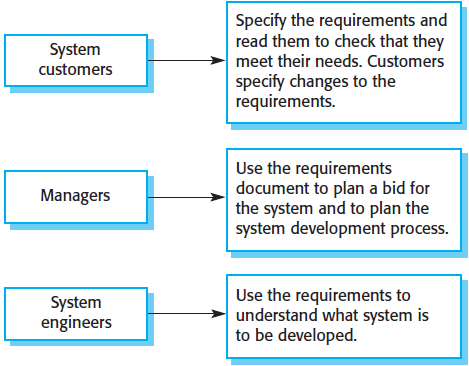 System
customers
Specify the requirements and
read them to check that they
meet their needs. Customers
specify changes to the
requirements.
Managers
Use the requirements
document to plan a bid for
the system and to plan the
system development process.
System
engineers
Use the requirements to
understand what system is
to be developed.